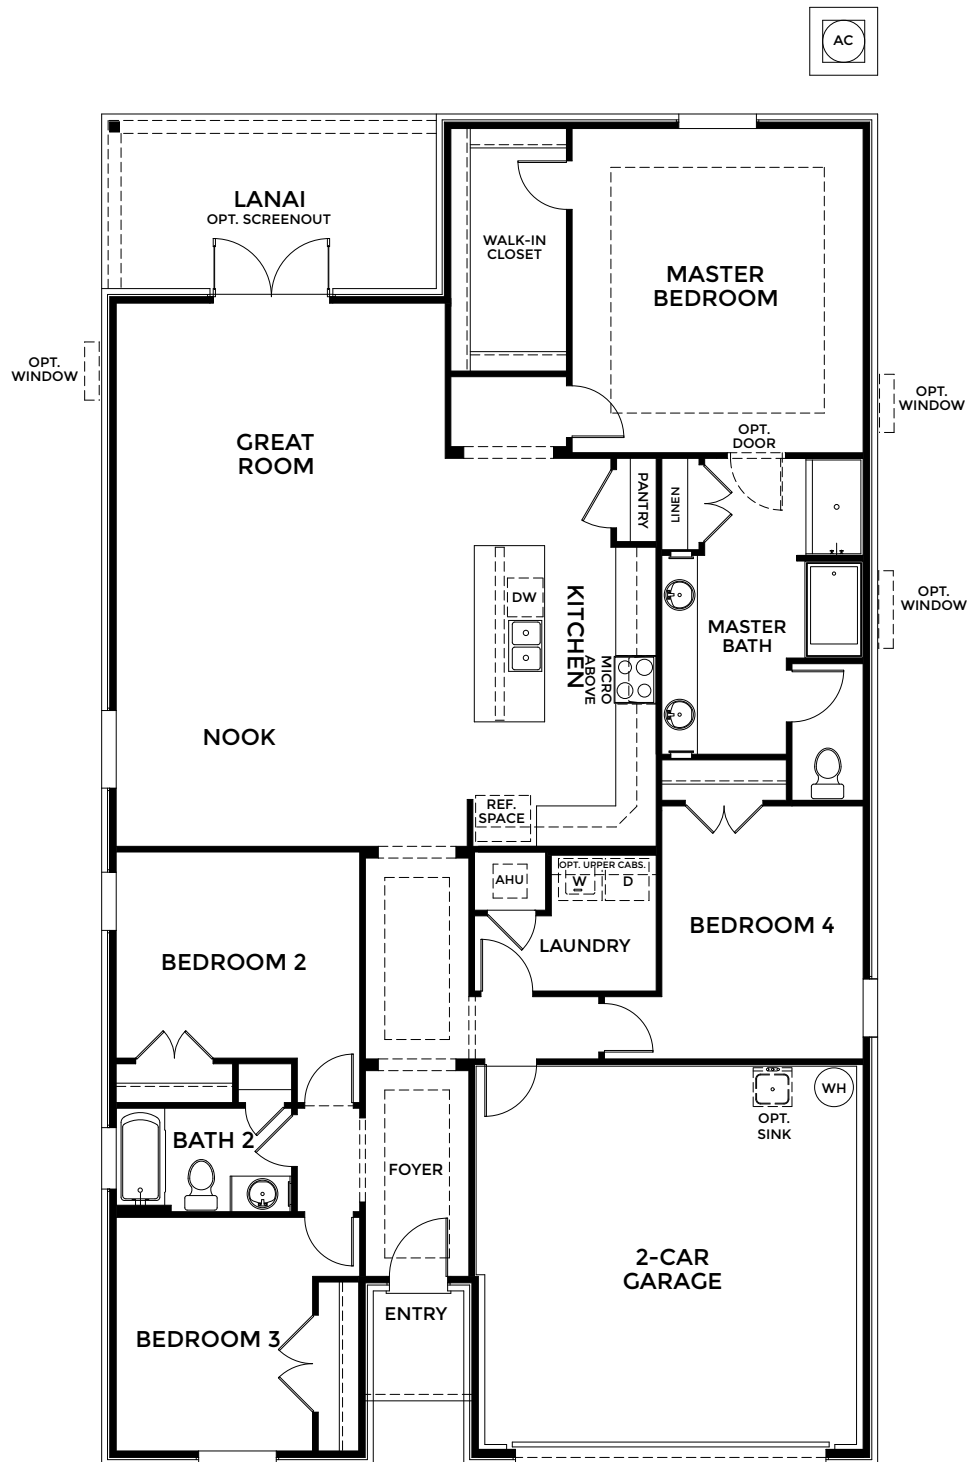 AC
LANAI
OPT. SCREENOUT
WALK-IN
CLOSET
MASTER
BEDROOM
OPT.
WINDOW
OPT.
WINDOW
GREAT
ROOM
OPT.
DOOR
PANTRY
LINEN
DW
KITCHEN
MICRO
ABOVE
OPT.
WINDOW
MASTER
BATH
NOOK
REF.
SPACE
AHU
OPT. UPPER CABS.
W
D
BEDROOM 4
LAUNDRY
BEDROOM 2
WH
OPT.
SINK
BATH 2
FOYER
2-CAR
GARAGE
ENTRY
BEDROOM 3